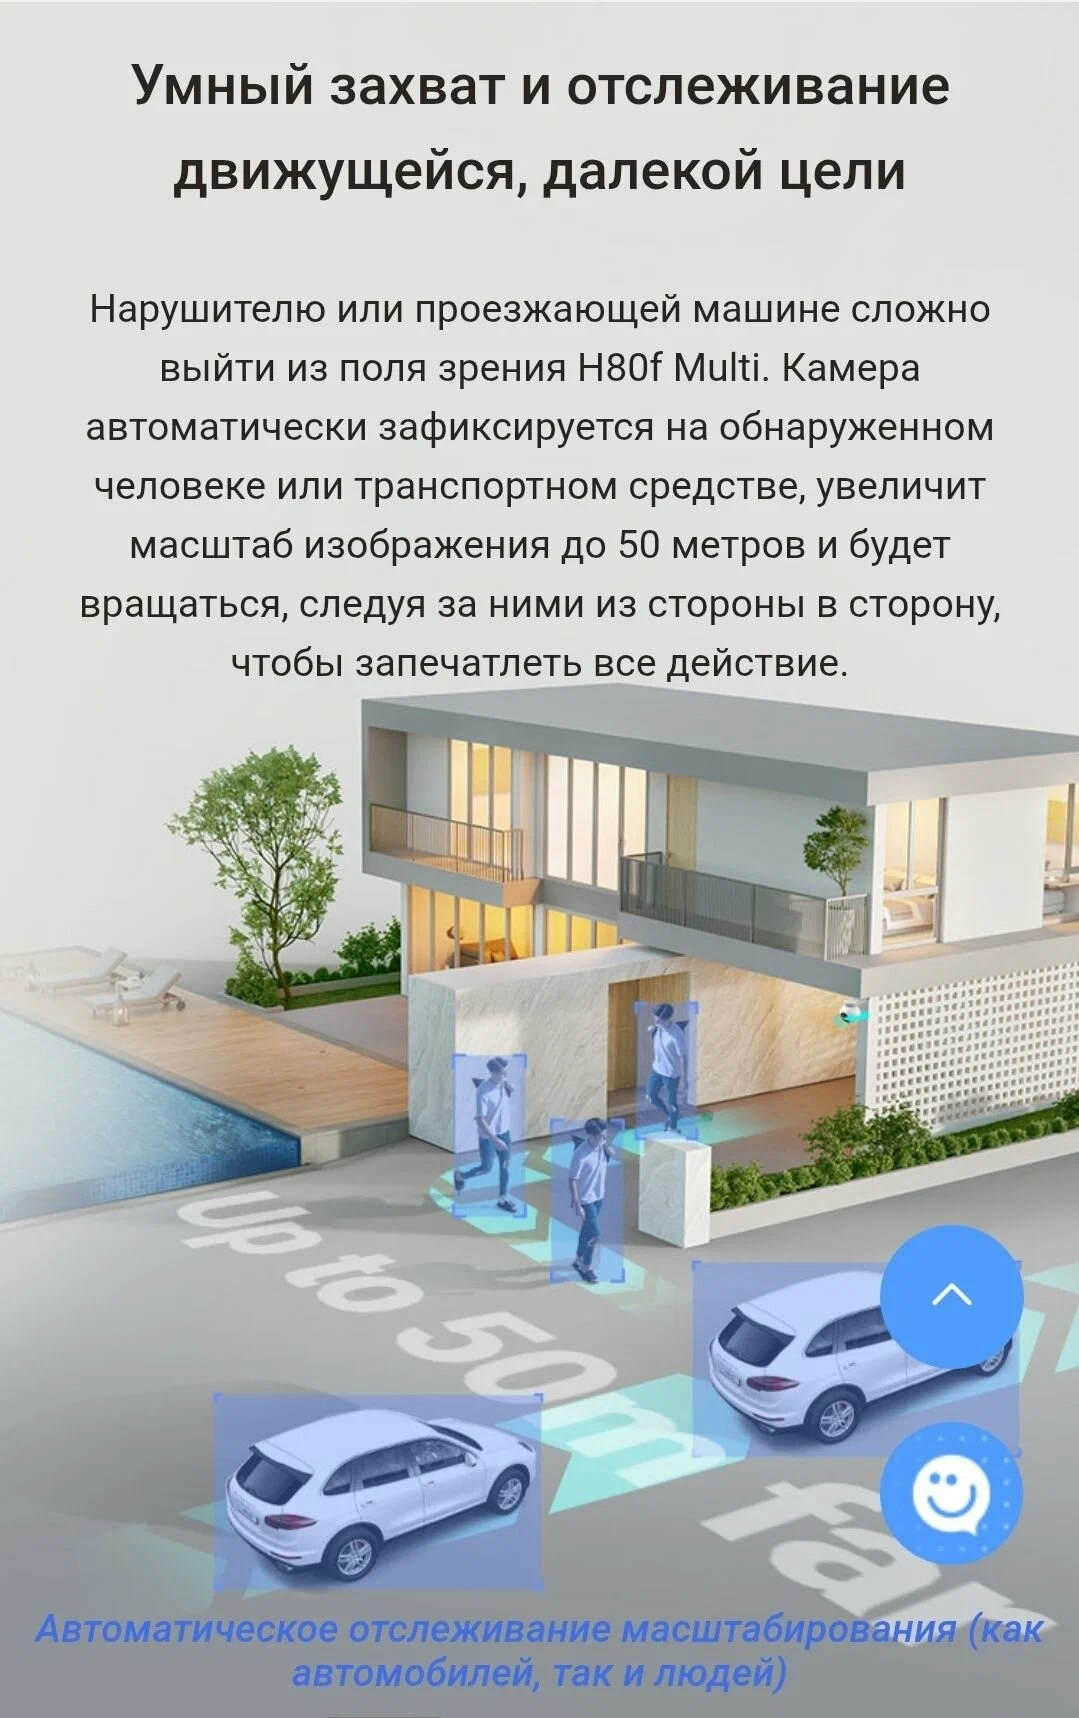 Умный захват и отслеживание
движущейся, далекой цели
Нарушителю или проезжающей машине сложно
выйти из поля зрения H80f Multi. Камера
автоматически зафиксируется на обнаруженном
человеке или транспортном средстве, увеличит
масштаб изображения до 50 метров и будет
вращаться, следуя за ними из стороны в сторону,
чтобы запечатлеть все действие.
Up to 50m far
Автоматическое отслеживание масштабирования (как
автомобилей, так и людей)